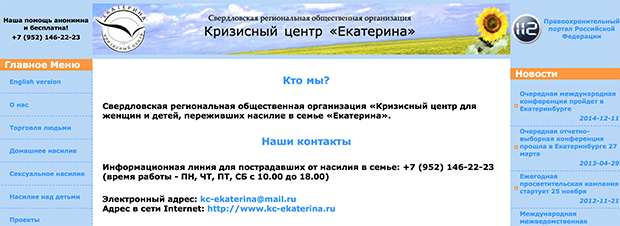 Наша помощь анонимна
и бесплатна!
+7 (952) 146-22-23
ЕКАТЕРИНА
КРИЗИСНЫЙ ЦЕНТР
Свердловская региональная общественная организация
Кризисный центр «Екатерина»
112
Правоохранительный
портал Российской
Федерации
Главное Меню
English version
О нас
Торговля людьми
Домашнее насилие
Сексуальное насилие
Насилие над детьми
Проекты
Кто мы?
Свердловская региональная общественная организация «Кризисный центр для
женщин и детей, переживших насилие в семье «Екатерина».
Наши контакты
Информационная линия для пострадавших от насилия в семье: +7 (952) 146-22-23
(время работы - ПН, ЧТ, ПТ, СБ с 10.00 до 18.00)
Электронный адрес: kc-ekaterina@mail.ru
Адрес в сети Internet: http://www.kc-ekaterina.ru
Новости
Очередная международная
конференция пройдет в
Екатеринбурге
2014-12-11
Очередная отчетно-
выборная конференция
прошла в Екатеринбурге 27
марта
2013-04-29
Ежегодная
просветительская кампания
стартует 25 ноября
2012-11-21
Международная
межведомственная